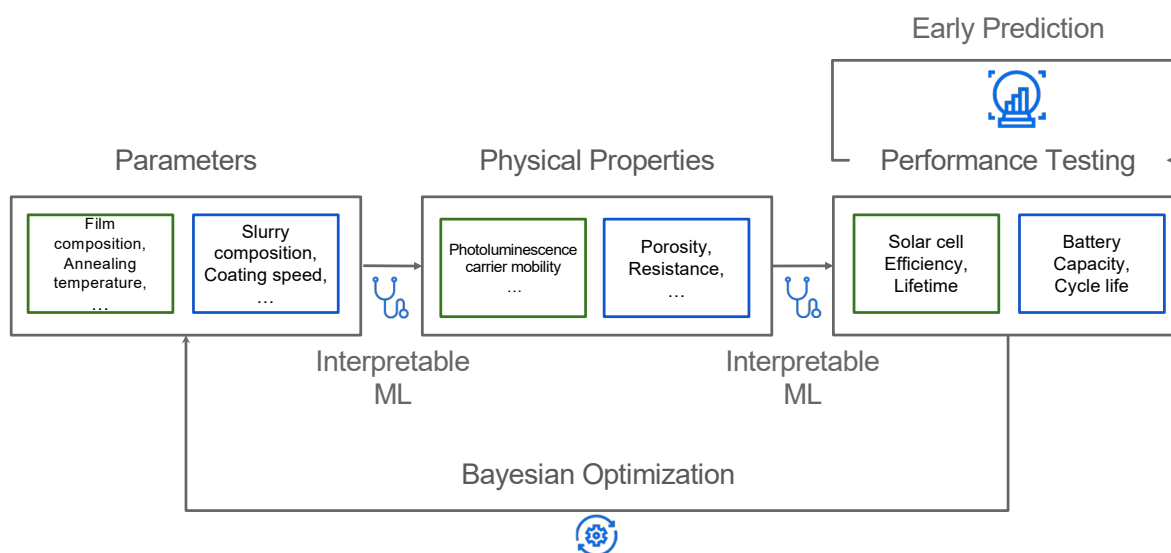 Early Prediction
Parameters
Physical Properties
Performance Testing
Film
composition,
Annealing
temperature,
…
Slurry
composition,
Coating speed,
…
Photoluminescence
carrier mobility
…
Porosity,
Resistance,
…
Solar cell
Efficiency,
Lifetime
Battery
Capacity,
Cycle life
Interpretable
ML
Interpretable
ML
Bayesian Optimization